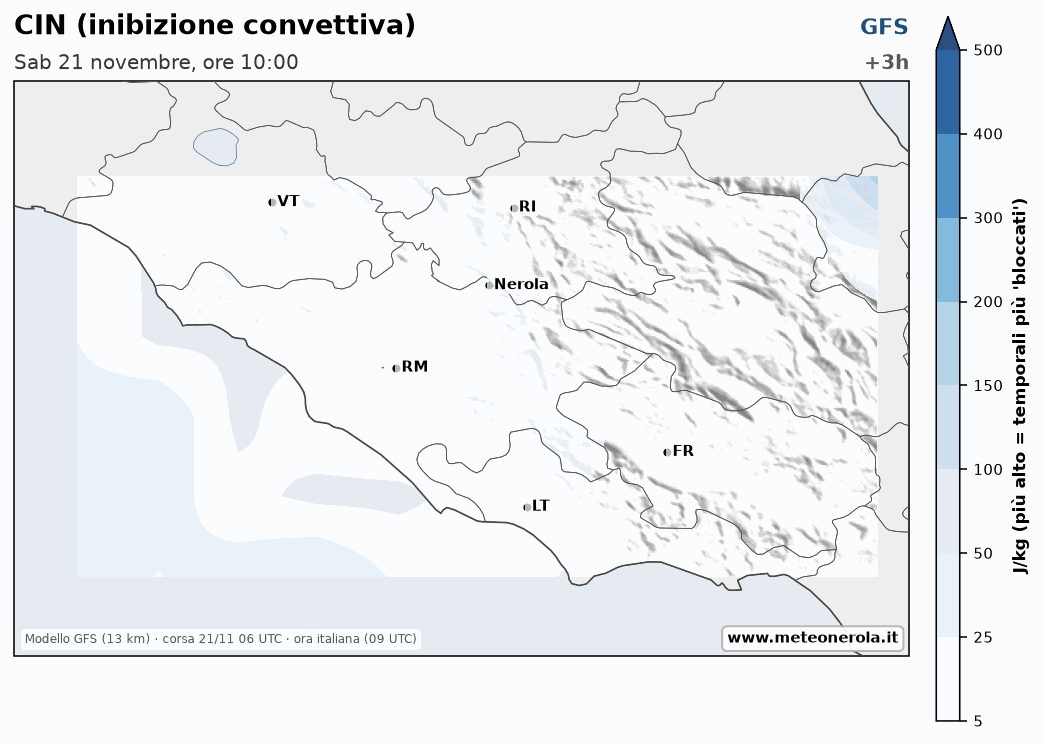 CIN (inibizione convettiva)
GFS
Sab 21 novembre, ore 10:00
+3h
500
400
300
200
150
100
50
25
5
J/kg (più alto = temporali più 'bloccati')
VT
RI
Nerola
RM
FR
LT
Modello GFS (13 km) · corsa 21/11 06 UTC · ora italiana (09 UTC)
www.meteonerola.it